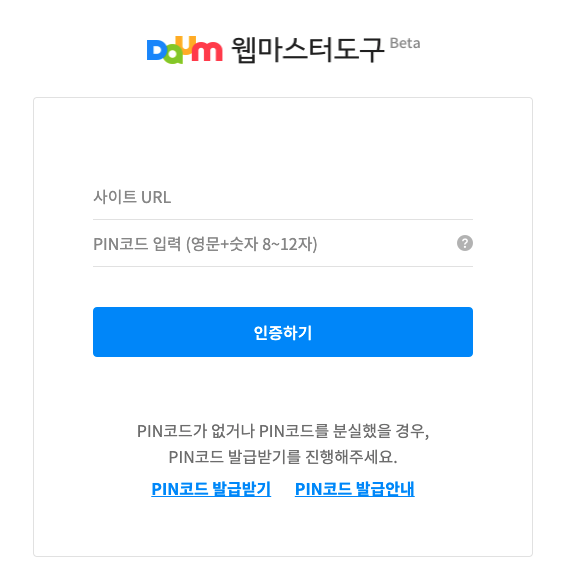 Daum 웹마스터도구 Beta
사이트 URL
PIN코드 입력 (영문+숫자 8~12자)
?
인증하기
PIN코드가 없거나 PIN코드를 분실했을 경우,
PIN코드 발급받기를 진행해주세요.
PIN코드 발급받기 PIN코드 발급안내